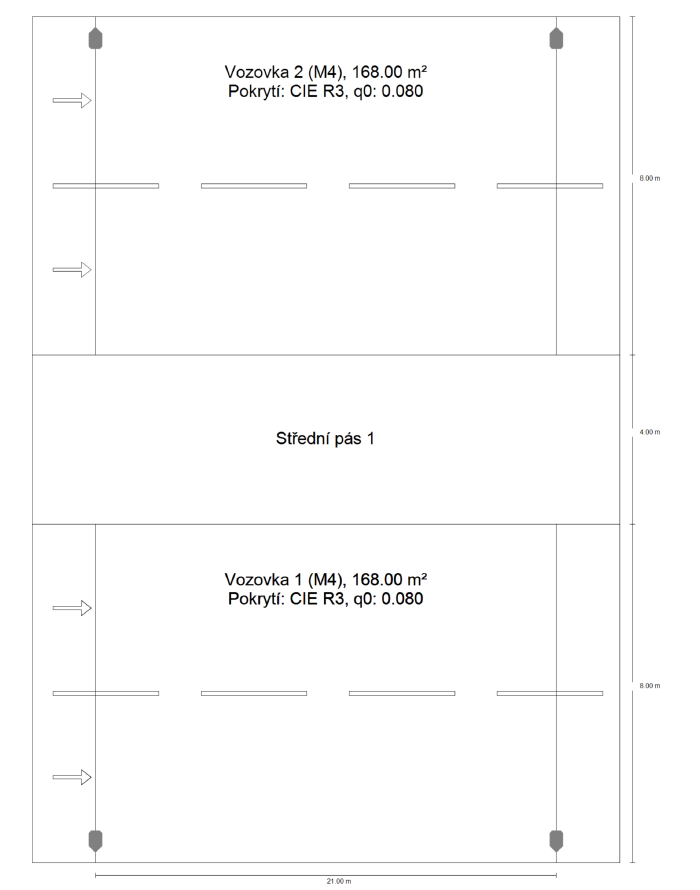 Vozovka 2 (M4), 168.00 m²
Pokrytí: CIE R3, q0: 0.080
8.00 m
Střední pás 1
4.00 m
Vozovka 1 (M4), 168.00 m²
Pokrytí: CIE R3, q0: 0.080
8.00 m
21.00 m